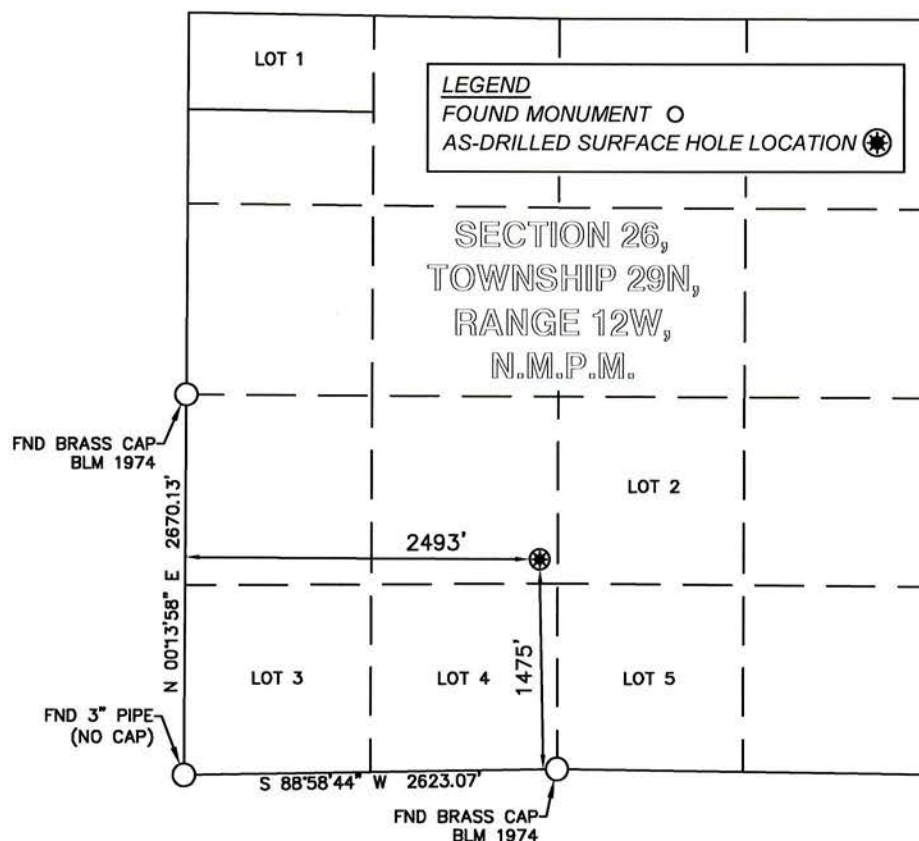 LOT 1
LEGEND
FOUND MONUMENT
AS-DRILLED SURFACE HOLE LOCATION
SECTION 26,
TOWNSHIP 29N,
RANGE 12W,
N.M.P.M.
FND BRASS CAP
BLM 1974
N 00°13'58" E 2670.13'
LOT 2
2493'
1475'
LOT 3
LOT 4
LOT 5
FND 3" PIPE
(NO CAP)
S 88°58'44" W 2623.07'
FND BRASS CAP
BLM 1974